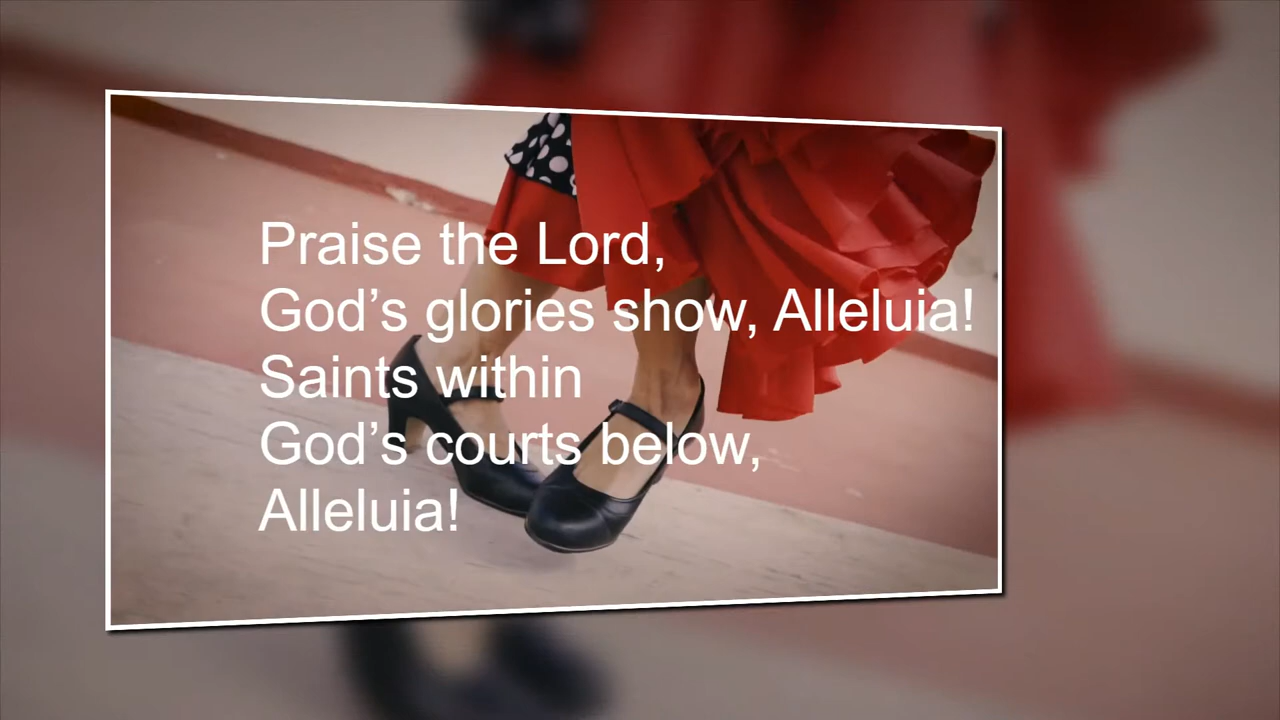 Praise the Lord,
God’s glories show, Alleluia!
Saints within
God’s courts below,
Alleluia!